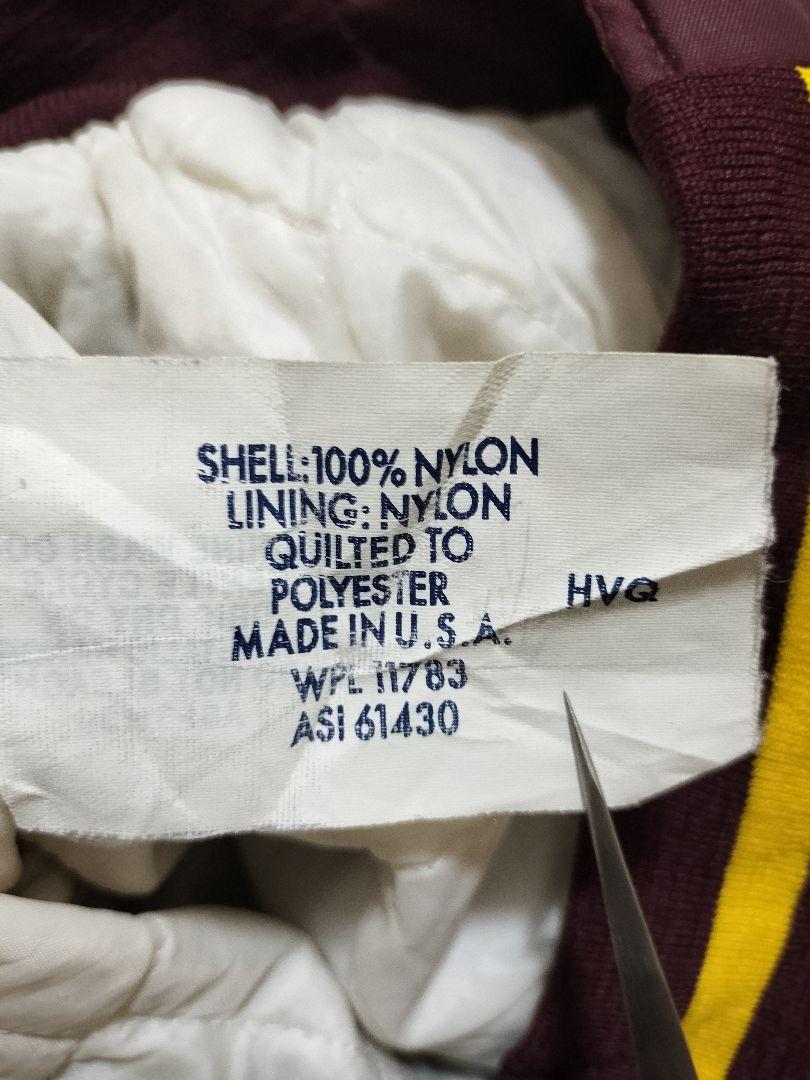 SHELL: 100% NYLON
LINING: NYLON
QUILTED TO
POLYESTER
HVQ
MADE IN U.S.A.
WPL 11783
ASI 61430